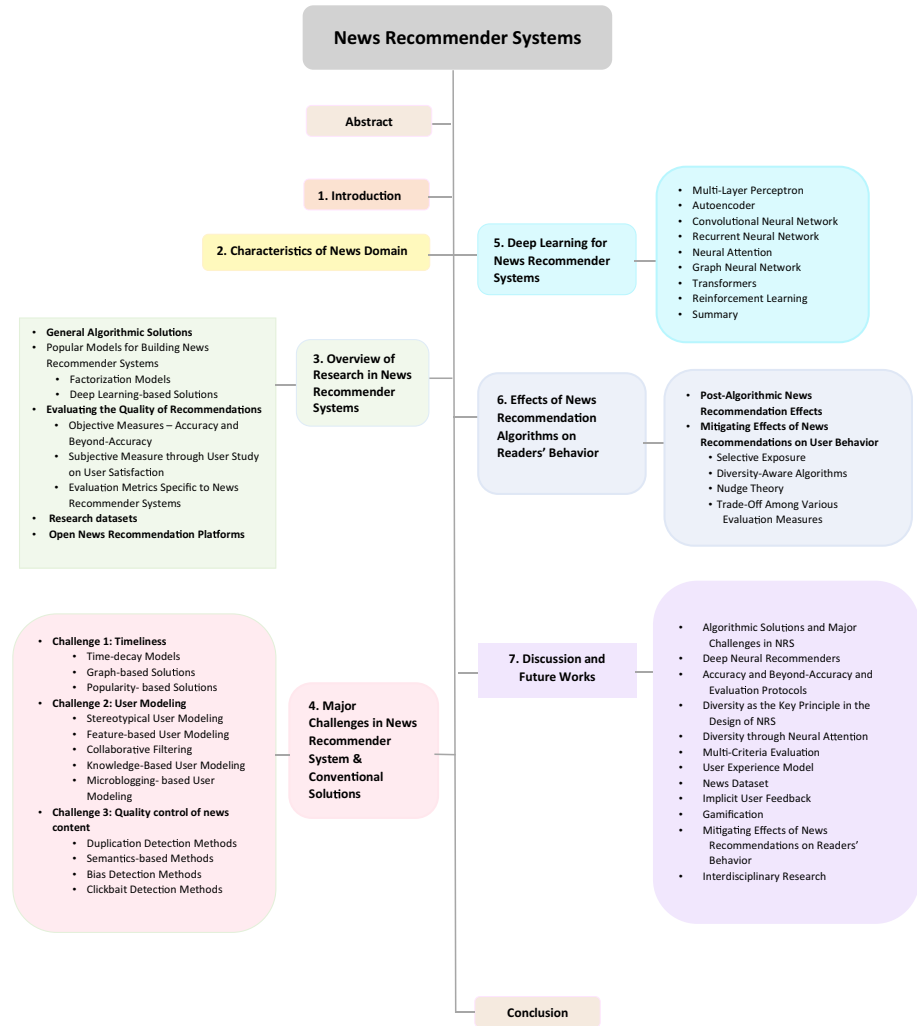 News Recommender Systems
Abstract
1. Introduction
2. Characteristics of News Domain
3. Overview of
Research in News
Recommender
Systems
• General Algorithmic Solutions
• Popular Models for Building News
Recommender Systems
• Factorization Models
• Deep Learning-based Solutions
• Evaluating the Quality of Recommendations
• Objective Measures – Accuracy and
Beyond-Accuracy
• Subjective Measure through User Study
on User Satisfaction
• Evaluation Metrics Specific to News
Recommender Systems
• Research datasets
• Open News Recommendation Platforms
4. Major
Challenges in News
Recommender
System &
Conventional
Solutions
• Challenge 1: Timeliness
• Time-decay Models
• Graph-based Solutions
• Popularity- based Solutions
• Challenge 2: User Modeling
• Stereotypical User Modeling
• Feature-based User Modeling
• Collaborative Filtering
• Knowledge-Based User Modeling
• Microblogging- based User
Modeling
• Challenge 3: Quality control of news
content
• Duplication Detection Methods
• Semantics-based Methods
• Bias Detection Methods
• Clickbait Detection Methods
5. Deep Learning for
News Recommender
Systems
• Multi-Layer Perceptron
• Autoencoder
• Convolutional Neural Network
• Recurrent Neural Network
• Neural Attention
• Graph Neural Network
• Transformers
• Reinforcement Learning
• Summary
6. Effects of News
Recommendation
Algorithms on
Readers’ Behavior
• Post-Algorithmic News
Recommendation Effects
• Mitigating Effects of News
Recommendations on User Behavior
• Selective Exposure
• Diversity-Aware Algorithms
• Nudge Theory
• Trade-Off Among Various
Evaluation Measures
7. Discussion and
Future Works
• Algorithmic Solutions and Major
Challenges in NRS
• Deep Neural Recommenders
• Accuracy and Beyond-Accuracy and
Evaluation Protocols
• Diversity as the Key Principle in the
Design of NRS
• Diversity through Neural Attention
• Multi-Criteria Evaluation
• User Experience Model
• News Dataset
• Implicit User Feedback
• Gamification
• Mitigating Effects of News
Recommendations on Readers’
Behavior
• Interdisciplinary Research
Conclusion